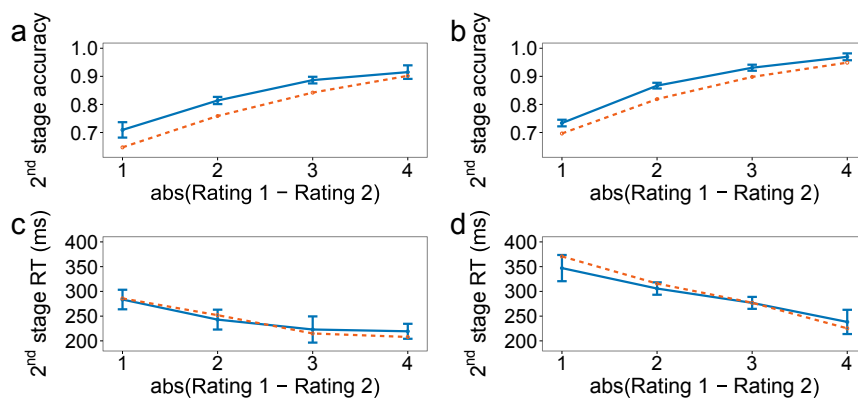 a
2nd stage accuracy
1.0
0.9
0.8
0.7
1 2 3 4
abs(Rating 1 − Rating 2)
b
2nd stage accuracy
1.0
0.9
0.8
0.7
1 2 3 4
abs(Rating 1 − Rating 2)
c
2nd stage RT (ms)
400
350
300
250
200
1 2 3 4
abs(Rating 1 − Rating 2)
d
2nd stage RT (ms)
400
350
300
250
200
1 2 3 4
abs(Rating 1 − Rating 2)